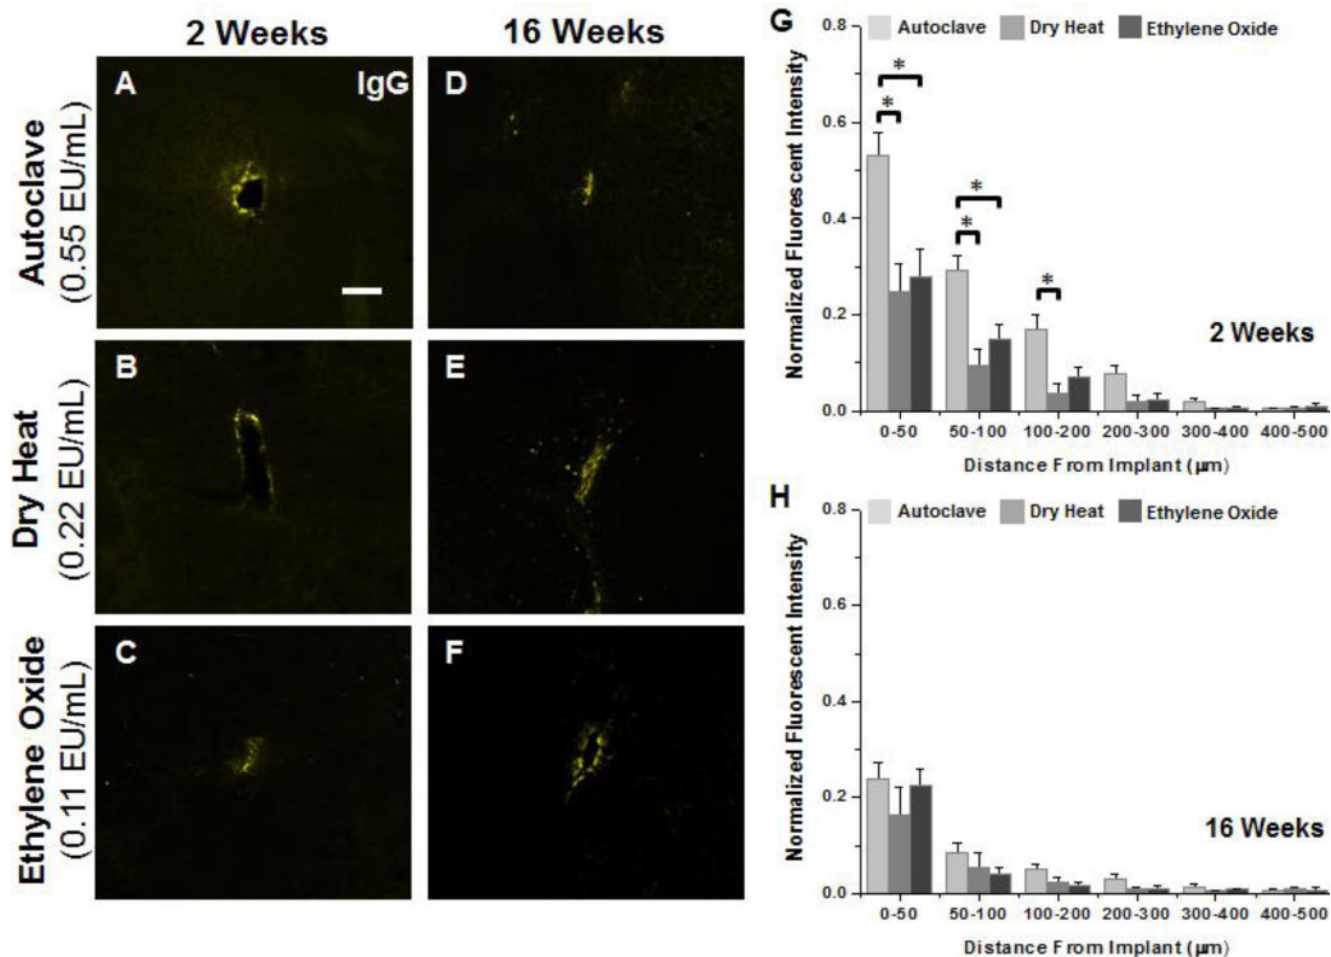 2 Weeks
16 Weeks
Autoclave
(0.55 EU/mL)
Dry Heat
(0.22 EU/mL)
Ethylene Oxide
(0.11 EU/mL)
A
IgG
D
B
E
C
F
G
Autoclave Dry Heat Ethylene Oxide
Normalized Fluorescent Intensity
0.8
0.6
0.4
0.2
0.0
*
*
*
*
*
2 Weeks
0-50 50-100 100-200 200-300 300-400 400-500
Distance From Implant (µm)
H
Autoclave Dry Heat Ethylene Oxide
Normalized Fluorescent Intensity
0.8
0.6
0.4
0.2
0.0
16 Weeks
0-50 50-100 100-200 200-300 300-400 400-500
Distance From Implant (µm)